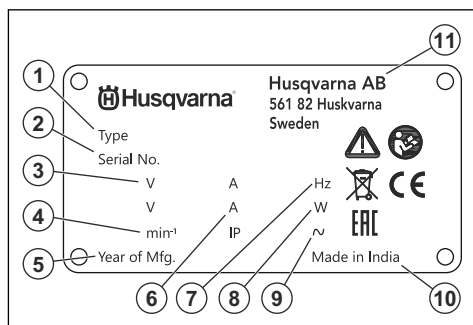 11
1
2
3
4
5
Husqvarna
Husqvarna AB
561 82 Huskvarna
Sweden
Type
Serial No.
V A Hz
V A W
min⁻¹ IP ~
Year of Mfg. Made in India
CE
EAC
6
7
8
9
10